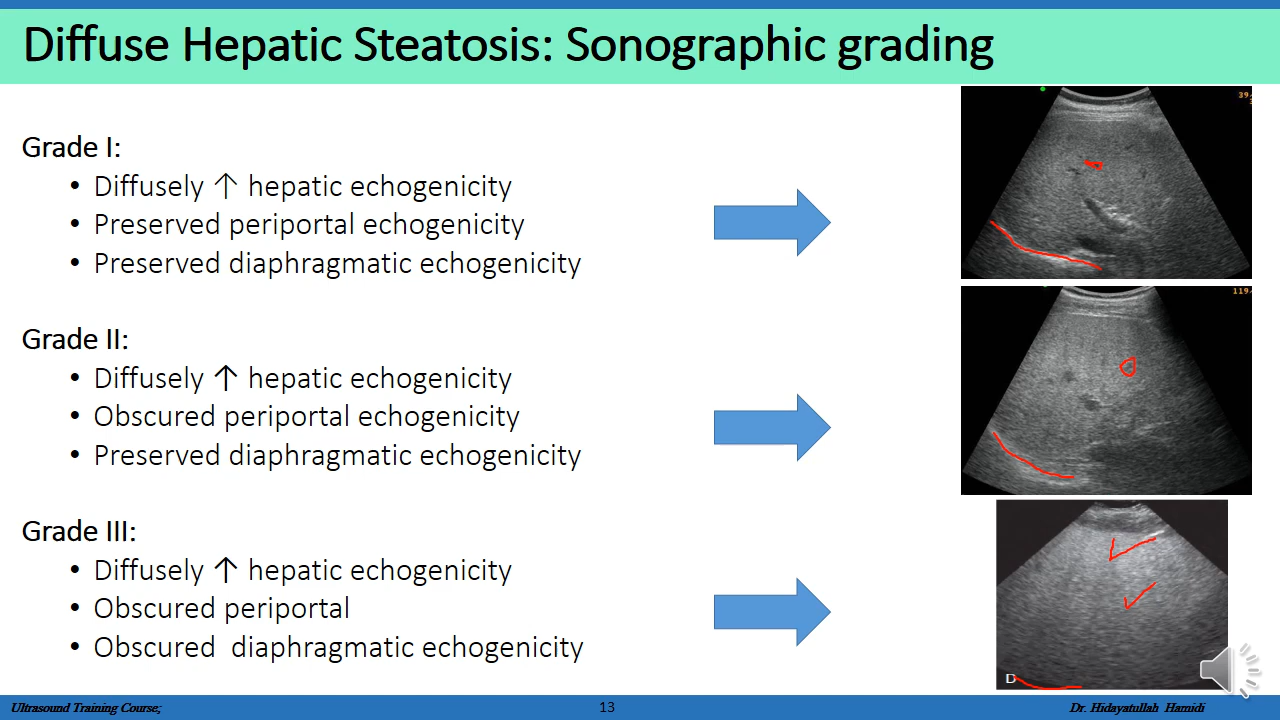 Diffuse Hepatic Steatosis: Sonographic grading
Grade I:
• Diffusely ↑ hepatic echogenicity
• Preserved periportal echogenicity
• Preserved diaphragmatic echogenicity
Grade II:
• Diffusely ↑ hepatic echogenicity
• Obscured periportal echogenicity
• Preserved diaphragmatic echogenicity
Grade III:
• Diffusely ↑ hepatic echogenicity
• Obscured periportal
• Obscured  diaphragmatic echogenicity
39
119
D
Ultrasound Training Course;
13
Dr. Hidayatullah Hamidi